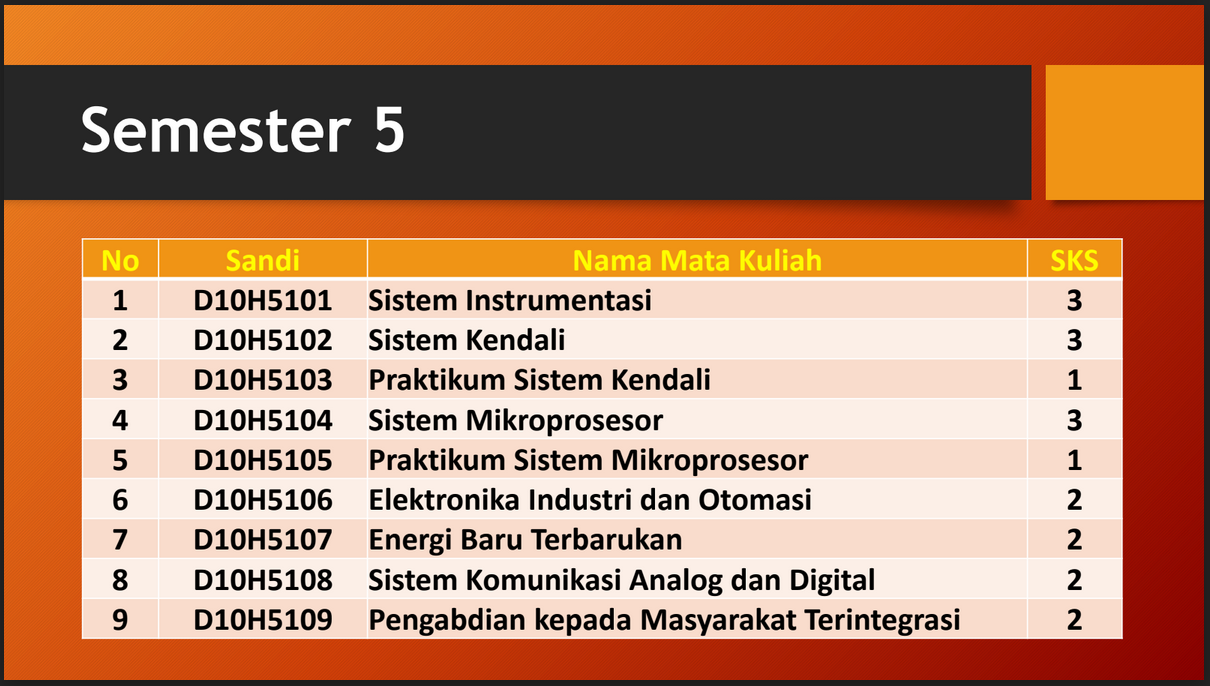 Semester 5
No Sandi Nama Mata Kuliah SKS
1 D10H5101 Sistem Instrumentasi 3
2 D10H5102 Sistem Kendali 3
3 D10H5103 Praktikum Sistem Kendali 1
4 D10H5104 Sistem Mikroprosesor 3
5 D10H5105 Praktikum Sistem Mikroprosesor 1
6 D10H5106 Elektronika Industri dan Otomasi 2
7 D10H5107 Energi Baru Terbarukan 2
8 D10H5108 Sistem Komunikasi Analog dan Digital 2
9 D10H5109 Pengabdian kepada Masyarakat Terintegrasi 2